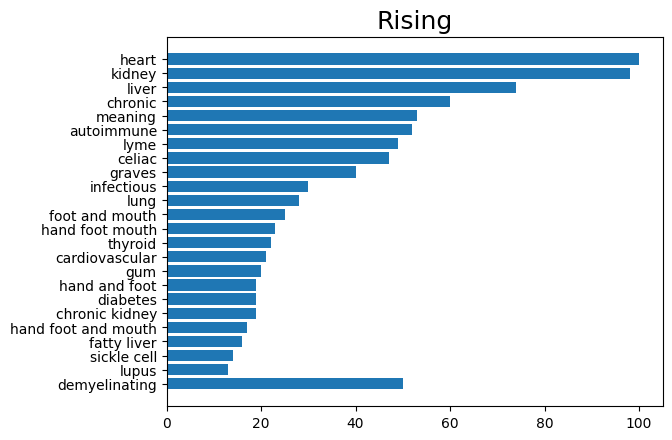 Rising
heart
kidney
liver
chronic
meaning
autoimmune
lyme
celiac
graves
infectious
lung
foot and mouth
hand foot mouth
thyroid
cardiovascular
gum
hand and foot
diabetes
chronic kidney
hand foot and mouth
fatty liver
sickle cell
lupus
demyelinating
0 20 40 60 80 100